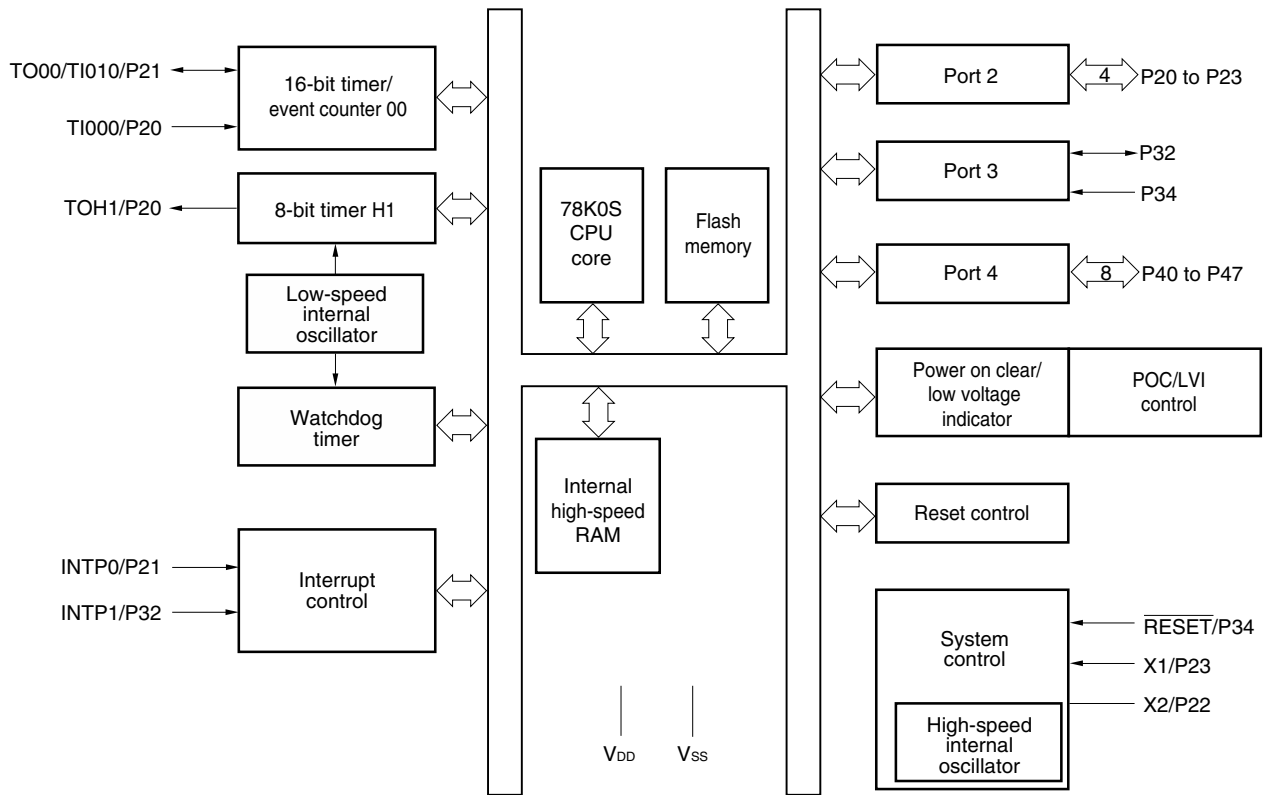 TO00/TI010/P21
TI000/P20
16-bit timer/
event counter 00
TOH1/P20
8-bit timer H1
Low-speed
internal
oscillator
Watchdog
timer
INTP0/P21
INTP1/P32
Interrupt
control
78K0S
CPU
core
Flash
memory
Internal
high-speed
RAM
VDD
VSS
Port 2
4
P20 to P23
Port 3
P32
P34
Port 4
8
P40 to P47
Power on clear/
low voltage
indicator
POC/LVI
control
Reset control
System
control
RESET/P34
X1/P23
X2/P22
High-speed
internal
oscillator